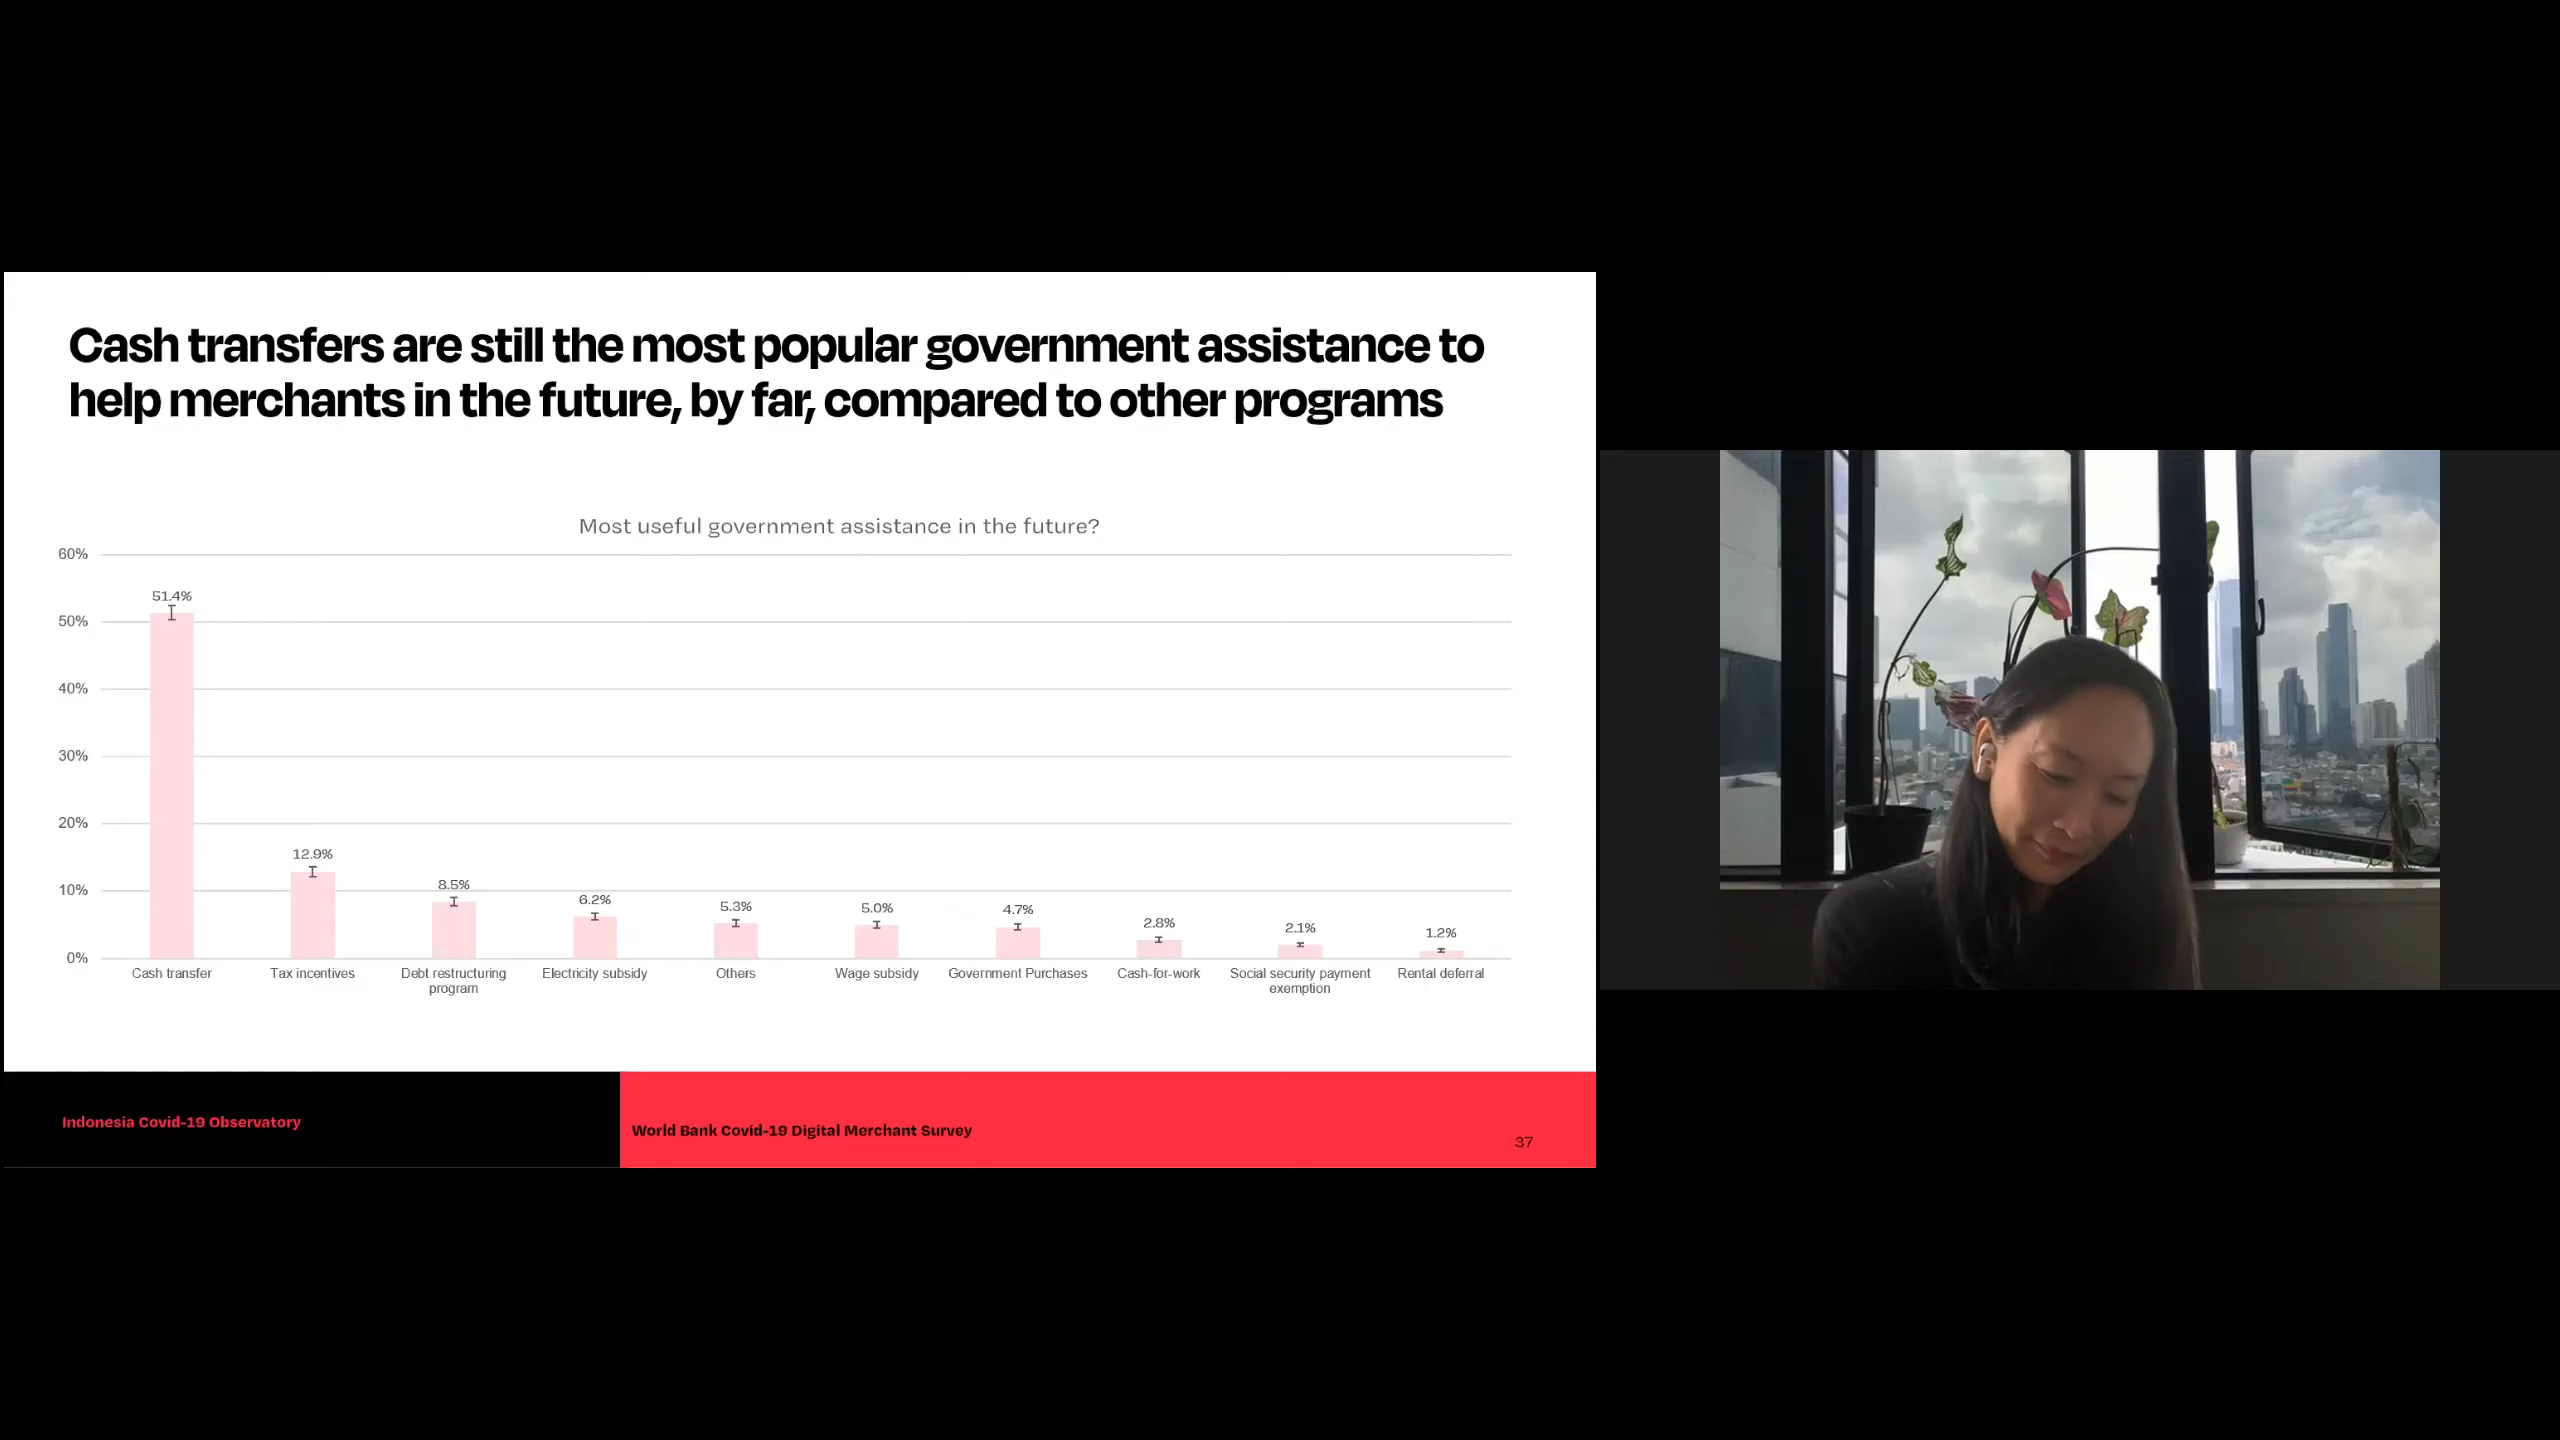 Cash transfers are still the most popular government assistance to
help merchants in the future, by far, compared to other programs
Most useful government assistance in the future?
60%
50%
40%
30%
20%
10%
0%
51.4%
12.9%
8.5%
6.2%
5.3%
5.0%
4.7%
2.8%
2.1%
1.2%
Cash transfer
Tax incentives
Debt restructuring
program
Electricity subsidy
Others
Wage subsidy
Government Purchases
Cash-for-work
Social security payment
exemption
Rental deferral
Indonesia Covid-19 Observatory
World Bank Covid-19 Digital Merchant Survey
37